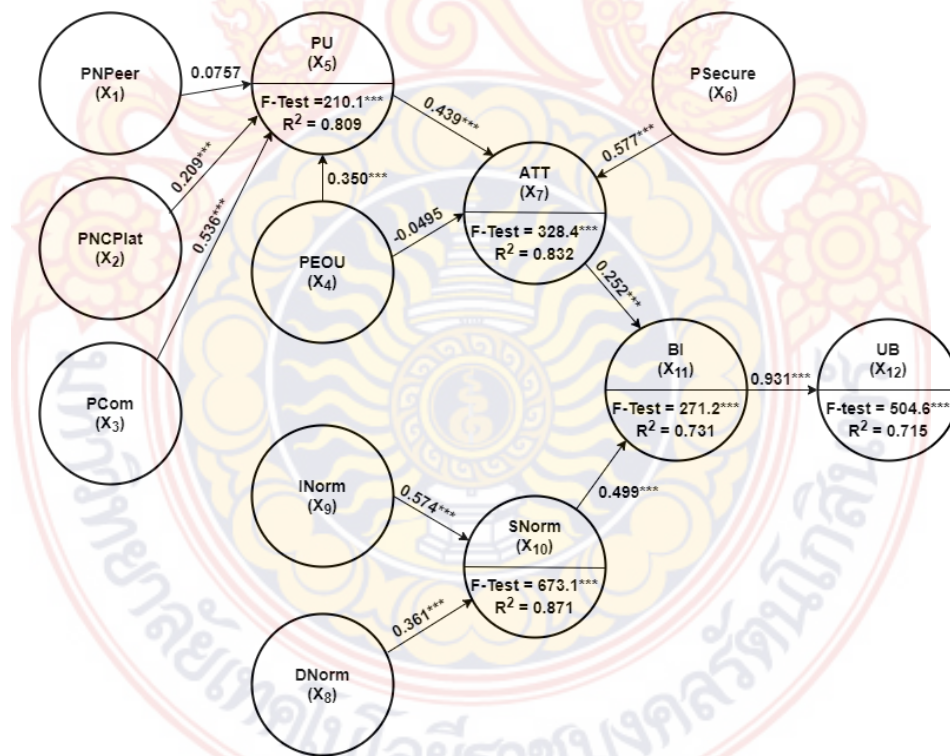 PNPeer
(X1)
0.0757
PU
(X5)
F-Test =210.1***
R2 = 0.809
PSecure
(X6)
0.439***
0.577***
0.209***
0.536***
0.350***
ATT
(X7)
F-Test = 328.4***
R2 = 0.832
PNCPlat
(X2)
PEOU
(X4)
-0.0495
0.252***
PCom
(X3)
BI
(X11)
F-Test = 271.2***
R2 = 0.731
0.931***
UB
(X12)
F-test = 504.6***
R2 = 0.715
INorm
(X9)
0.574***
0.499***
SNorm
(X10)
F-Test = 673.1***
R2 = 0.871
0.361***
DNorm
(X8)